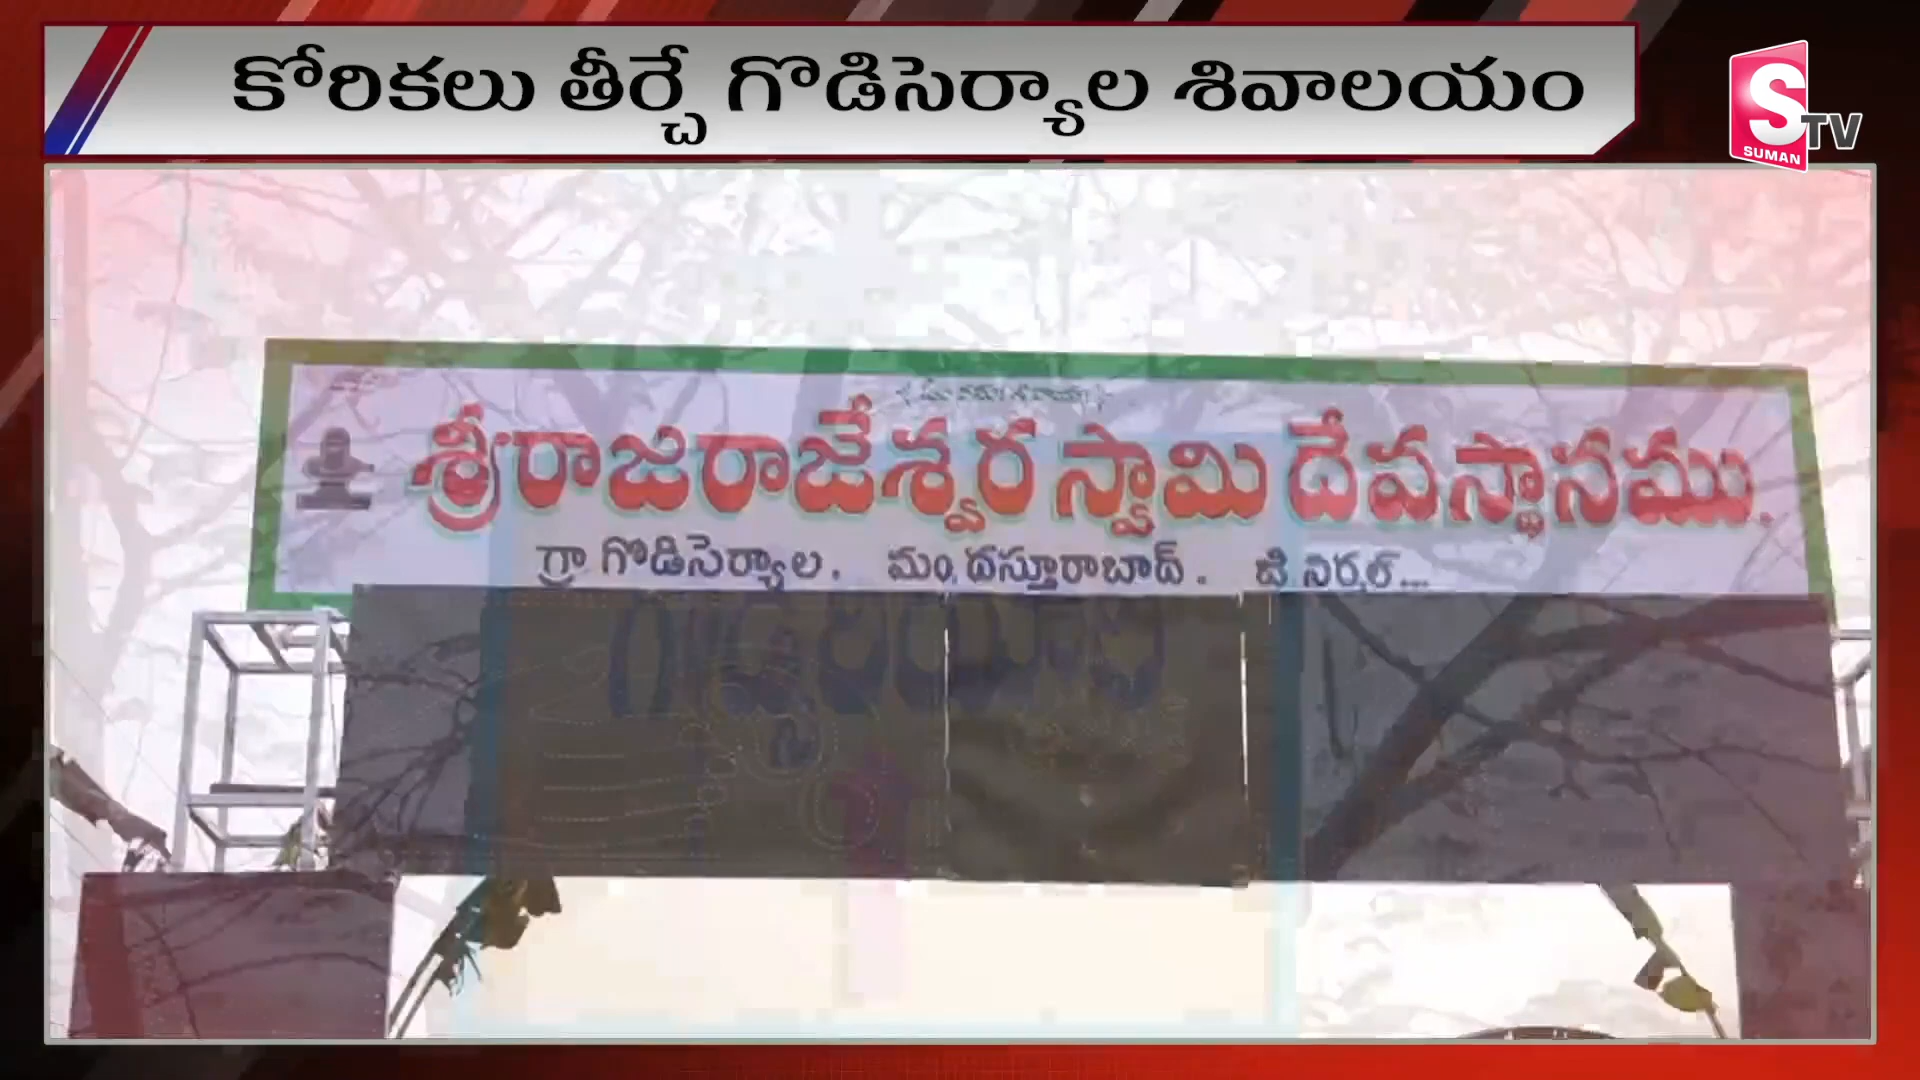 కోరికలు తీర్చే గొడిసెర్యాల శివాలయం
S TV
SUMAN
శ్రీరాజరాజేశ్వర స్వామి దేవస్థానము.
గ్రా గొడిసెర్యాల. మం. దస్తూరాబాద్. జి. నిర్మల్...